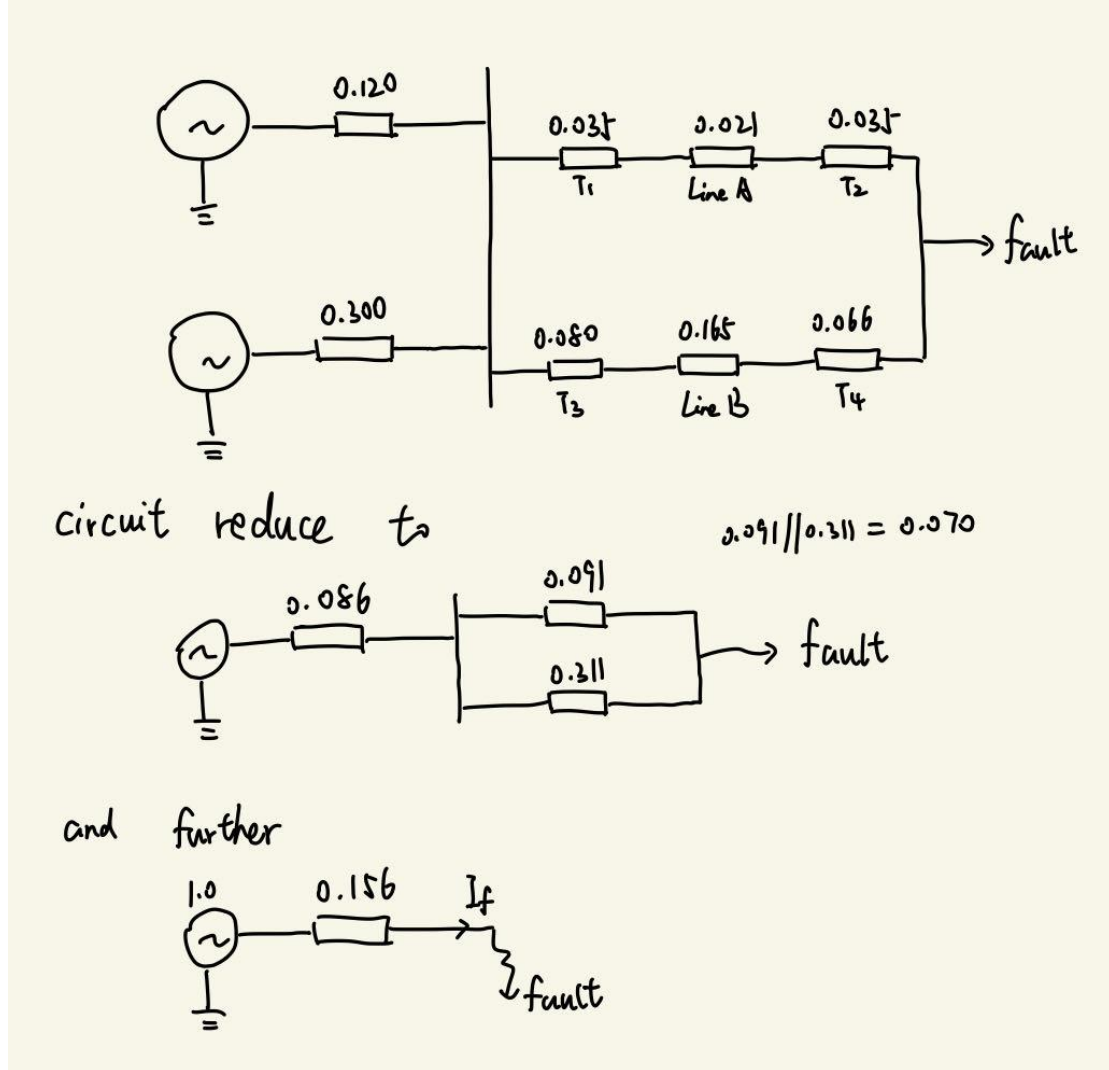 0.120
0.035 0.021 0.035
T1 Line A T2
fault
0.300
0.080 0.165 0.066
T3 Line B T4
circuit reduce to
0.091//0.311 = 0.070
0.086
0.091
fault
0.311
and further
1.0 0.156 If
fault